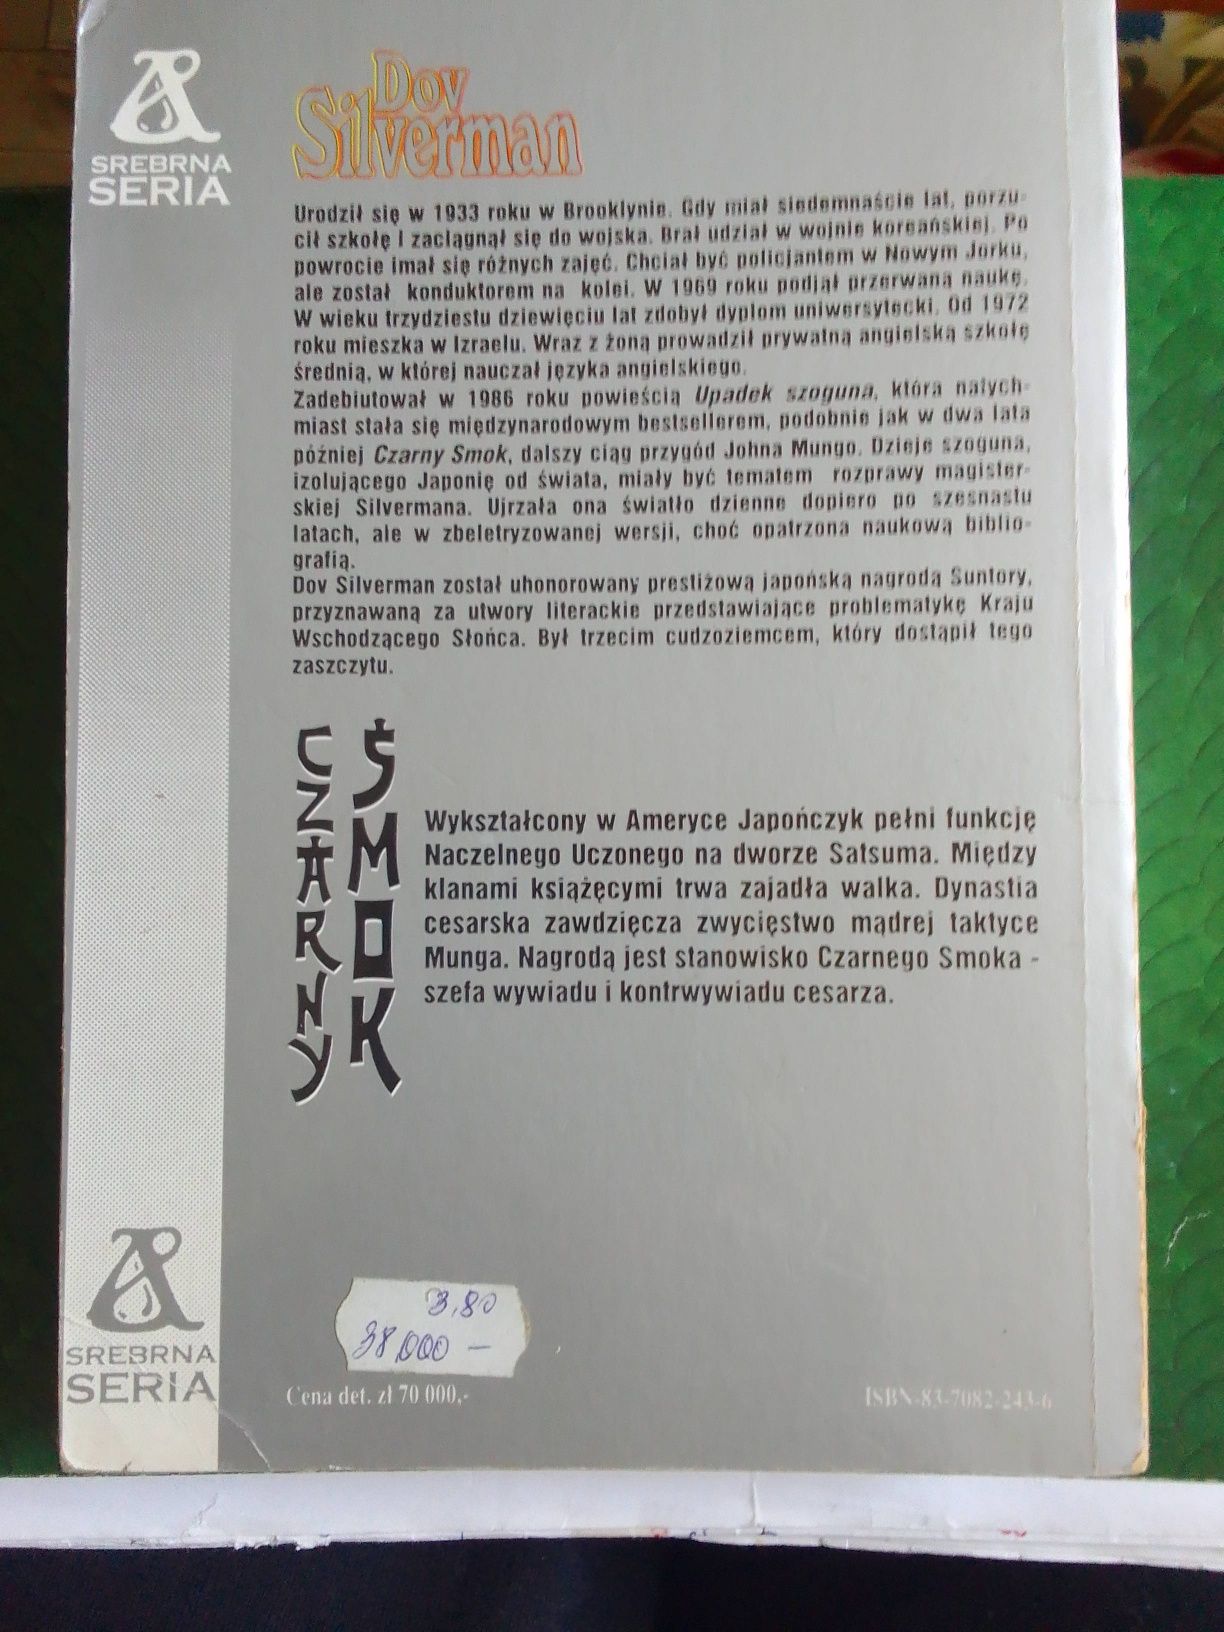 SREBRNA
SERIA
Dov
Silverman
Urodził się w 1933 roku w Brooklynie. Gdy miał siedemnaście lat, porzu-
cił szkołę i zaciągnął się do wojska. Brał udział w wojnie koreańskiej. Po
powrocie imał się różnych zajęć. Chciał być policjantem w Nowym Jorku,
ale został konduktorem na kolei. W 1969 roku podjął przerwaną naukę.
W wieku trzydziestu dziewięciu lat zdobył dyplom uniwersytecki. Od 1972
roku mieszka w Izraelu. Wraz z żoną prowadził prywatną angielską szkołę
średnią, w której nauczał języka angielskiego.
Zadebiutował w 1986 roku powieścią Upadek szoguna, która natych-
miast stała się międzynarodowym bestsellerem, podobnie jak w dwa lata
później Czarny Smok, dalszy ciąg przygód Johna Mungo. Dzieje szoguna,
izolującego Japonię od świata, miały być tematem rozprawy magister-
skiej Silvermana. Ujrzała ona światło dzienne dopiero po szesnastu
latach, ale w zbeletryzowanej wersji, choć opatrzona naukową biblio-
grafią.
Dov Silverman został uhonorowany prestiżową japońską nagrodą Suntory,
przyznawaną za utwory literackie przedstawiające problematykę Kraju
Wschodzącego Słońca. Był trzecim cudzoziemcem, który dostąpił tego
zaszczytu.
CZARNY
SMOK
Wykształcony w Ameryce Japończyk pełni funkcję
Naczelnego Uczonego na dworze Satsuma. Między
klanami książęcymi trwa zajadła walka. Dynastia
cesarska zawdzięcza zwycięstwo mądrej taktyce
Munga. Nagrodą jest stanowisko Czarnego Smoka -
szefa wywiadu i kontrwywiadu cesarza.
3,80
38,000 -
SREBRNA
SERIA
Cena det. zł 70 000,-
ISBN-83-7082-243-6